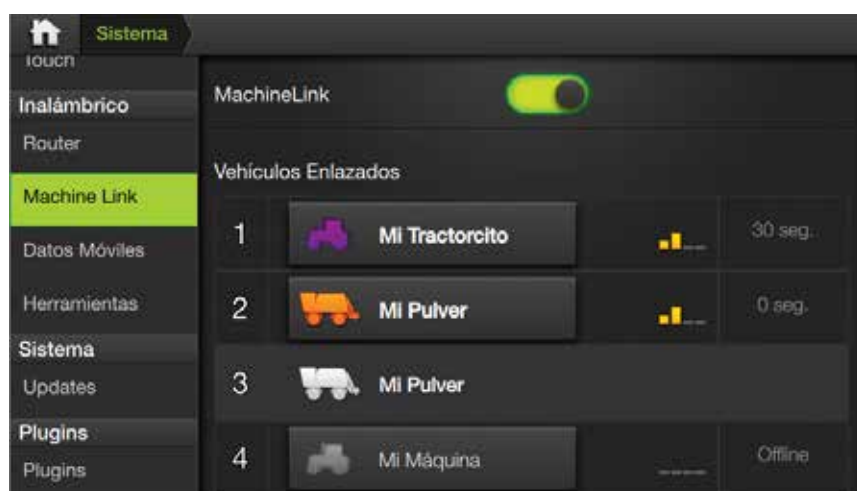 Sistema
Touch
Inalámbrico
Router
Machine Link
Datos Móviles
Herramientas
Sistema
Updates
Plugins
Plugins
MachineLink
Vehículos Enlazados
1 Mi Tractorcito 30 seg.
2 Mi Pulver 0 seg.
3 Mi Pulver
4 Mi Máquina Offline